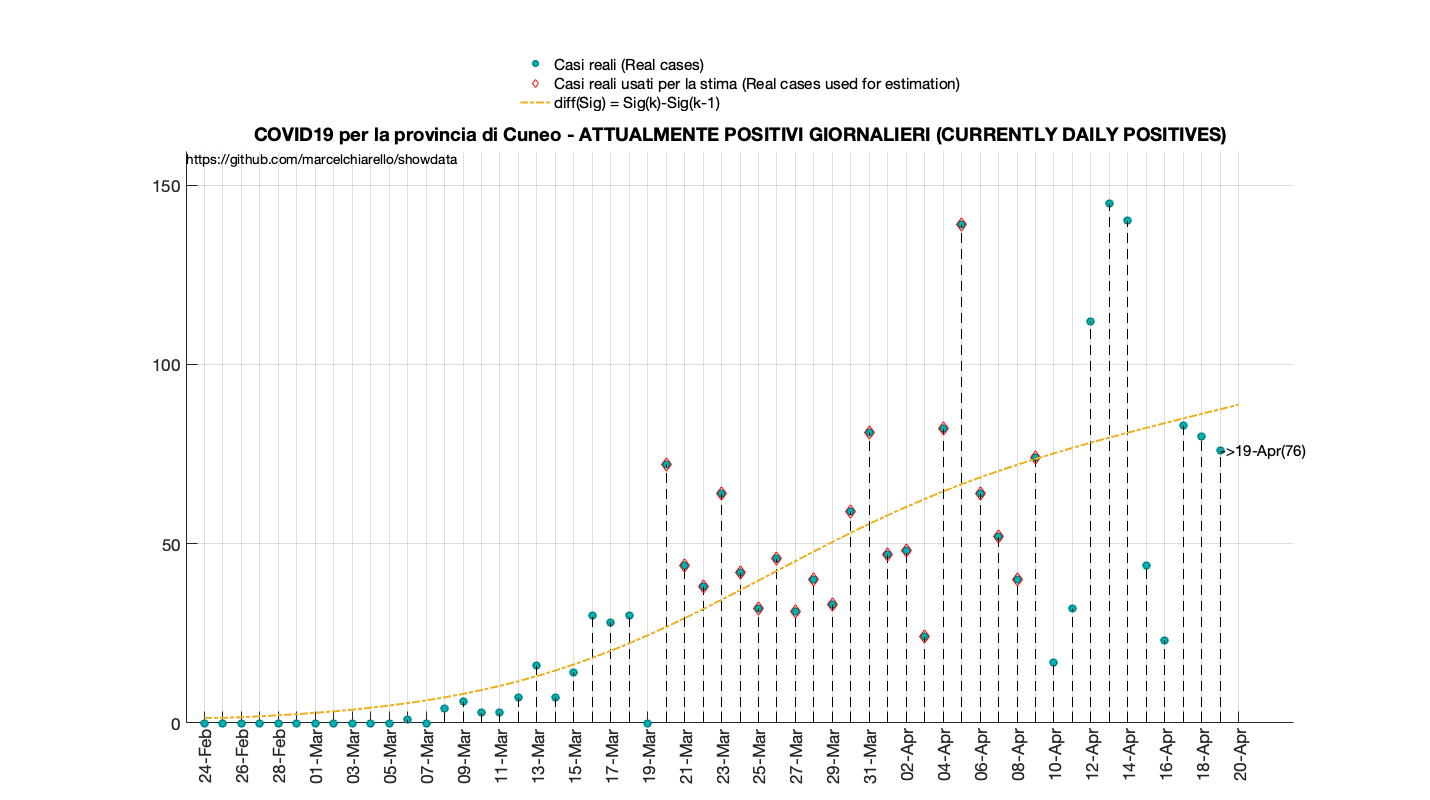 Casi reali (Real cases)
Casi reali usati per la stima (Real cases used for estimation)
diff(Sig) = Sig(k)-Sig(k-1)
COVID19 per la provincia di Cuneo - ATTUALMENTE POSITIVI GIORNALIERI (CURRENTLY DAILY POSITIVES)
https://github.com/marcelchiarello/showdata
150
100
50
0
->19-Apr(76)
24-Feb
26-Feb
28-Feb
01-Mar
03-Mar
05-Mar
07-Mar
09-Mar
11-Mar
13-Mar
15-Mar
17-Mar
19-Mar
21-Mar
23-Mar
25-Mar
27-Mar
29-Mar
31-Mar
02-Apr
04-Apr
06-Apr
08-Apr
10-Apr
12-Apr
14-Apr
16-Apr
18-Apr
20-Apr